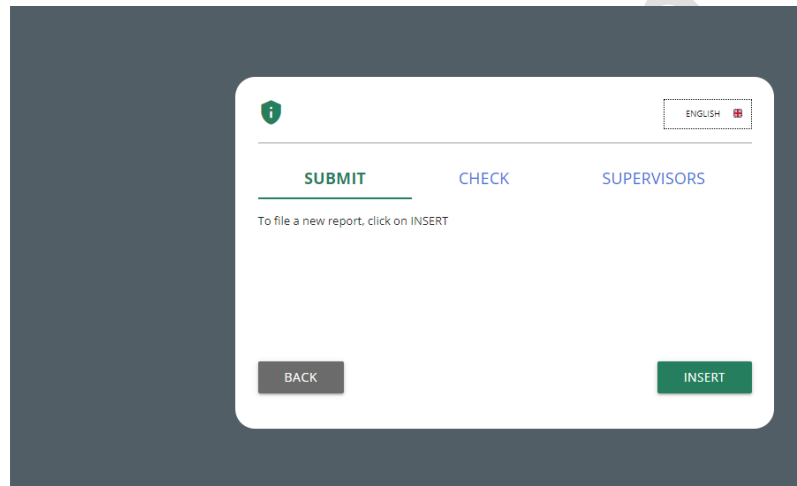 ENGLISH
SUBMIT CHECK SUPERVISORS
To file a new report, click on INSERT
BACK INSERT